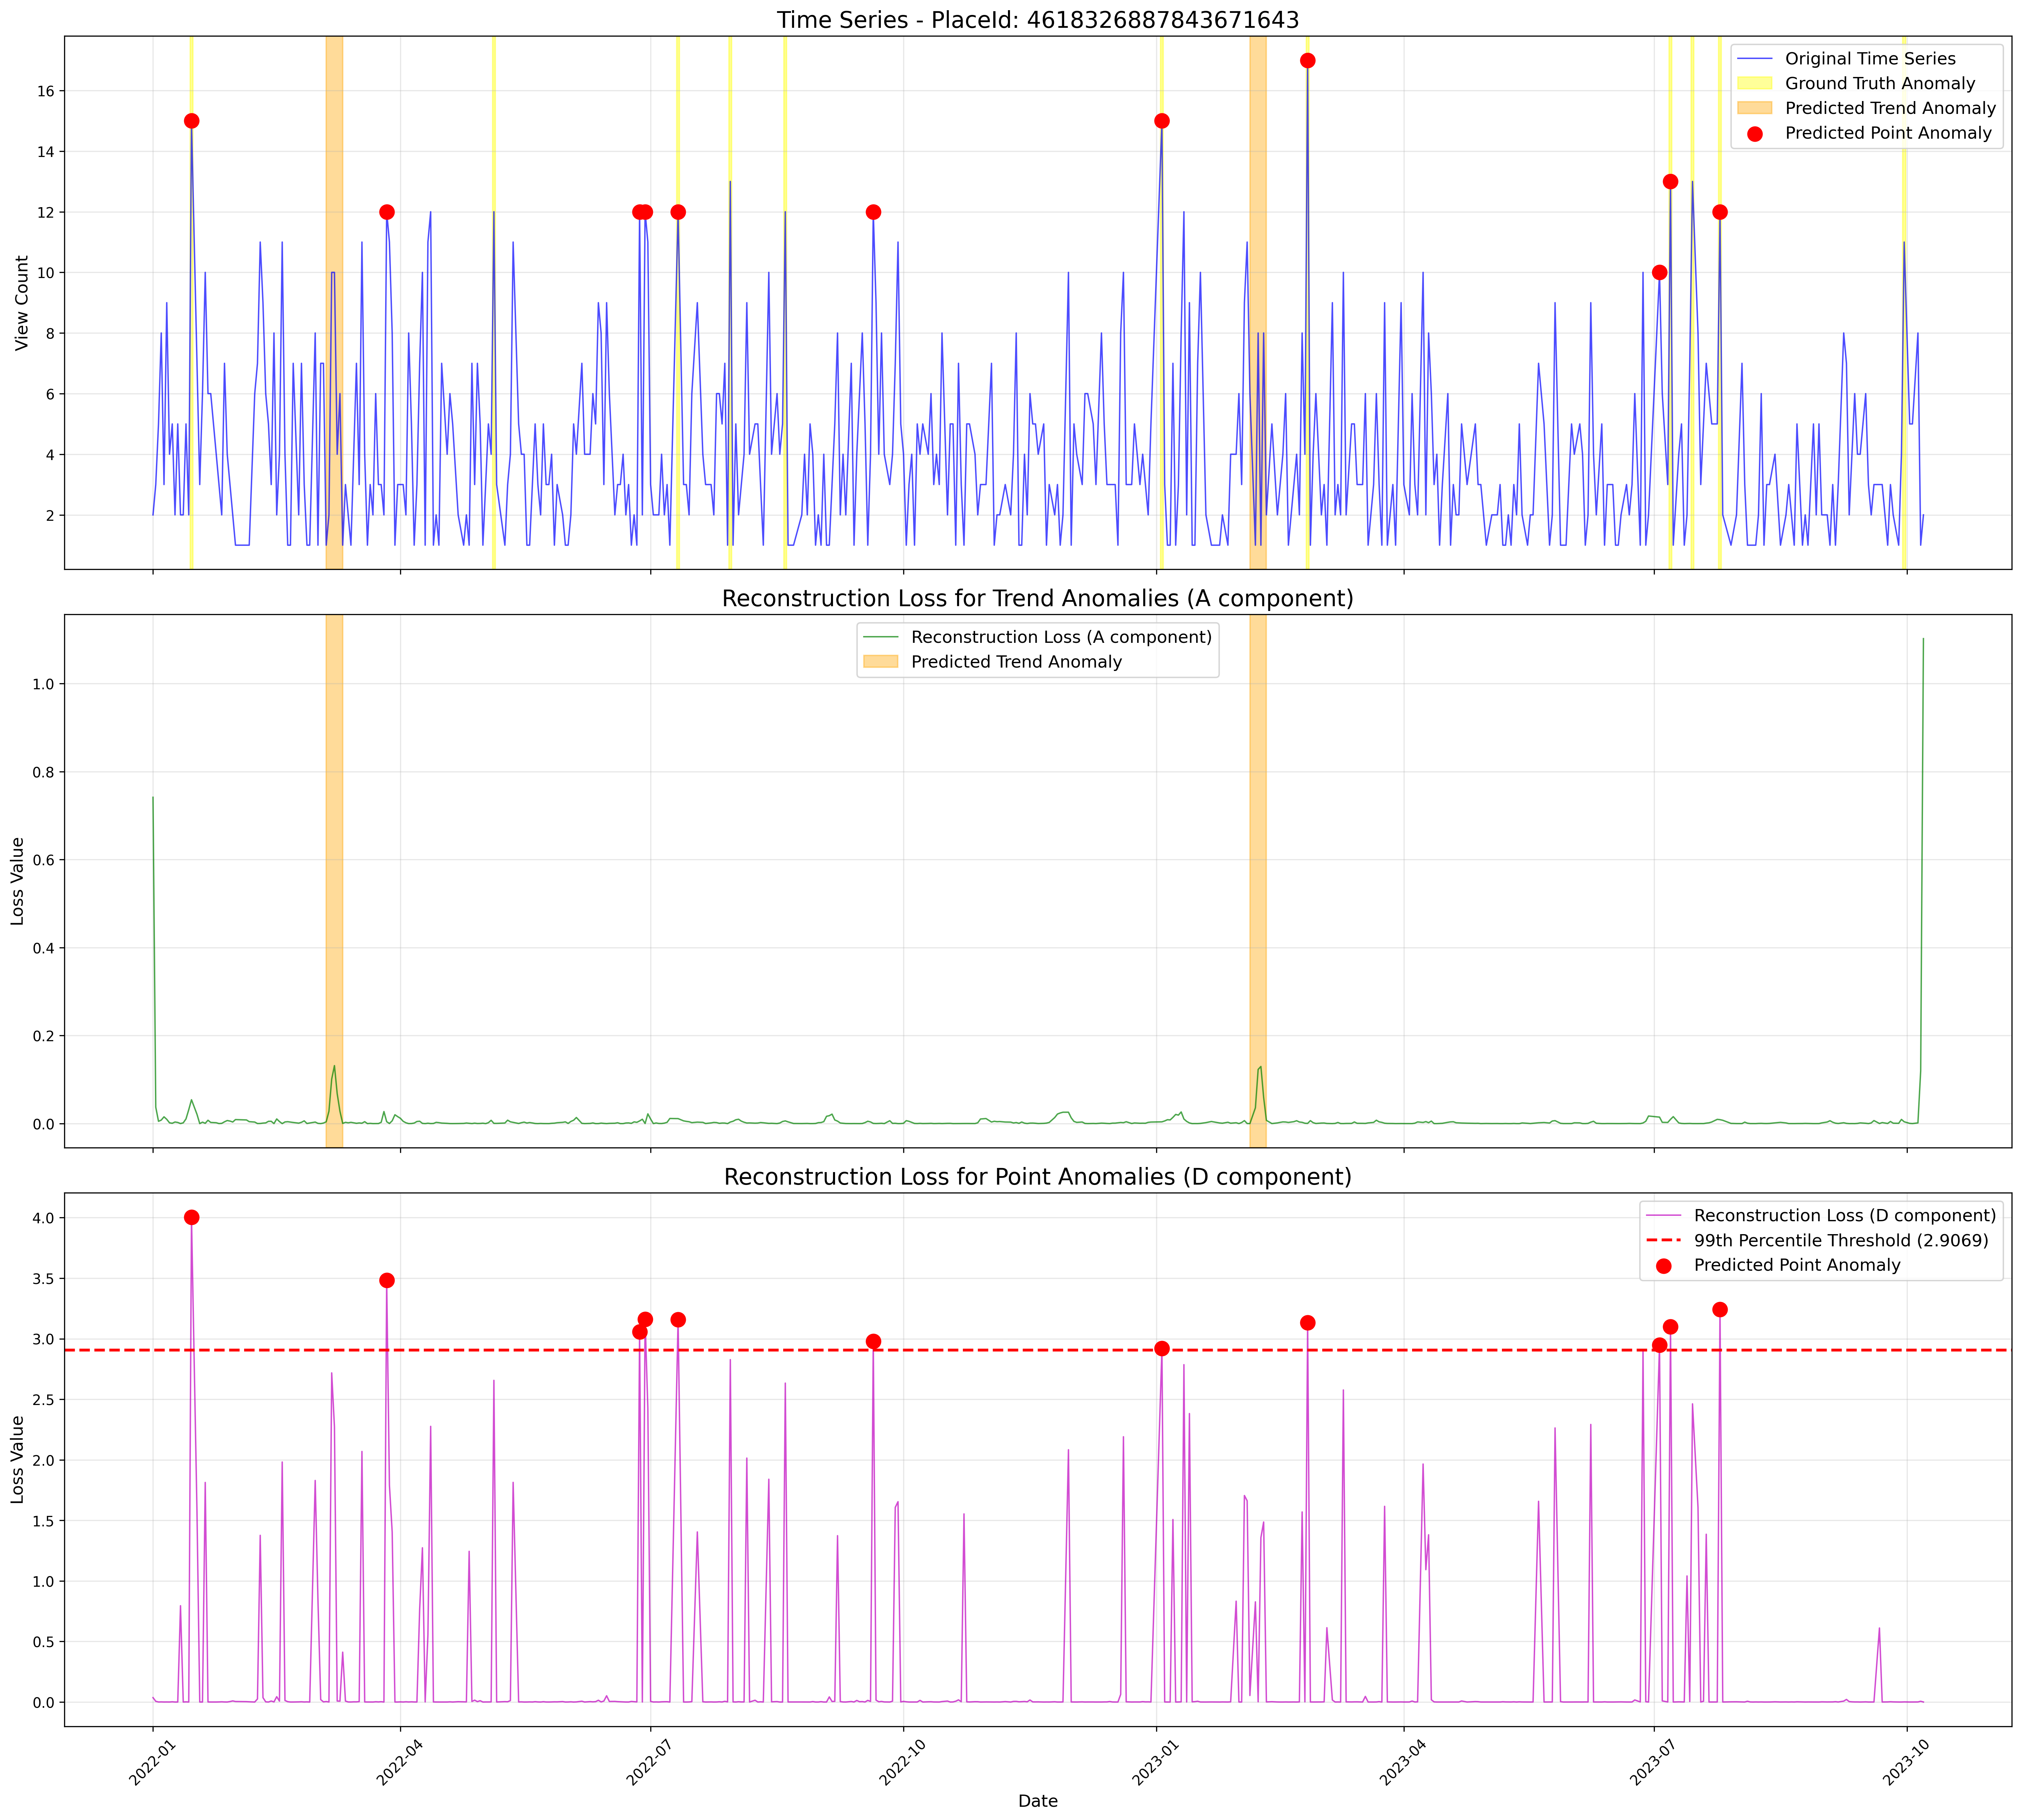 Time Series - PlaceId: 4618326887843671643
View Count
16
14
12
10
8
6
4
2
Original Time Series
Ground Truth Anomaly
Predicted Trend Anomaly
Predicted Point Anomaly
Reconstruction Loss for Trend Anomalies (A component)
Loss Value
1.0
0.8
0.6
0.4
0.2
0.0
Reconstruction Loss (A component)
Predicted Trend Anomaly
Reconstruction Loss for Point Anomalies (D component)
Loss Value
4.0
3.5
3.0
2.5
2.0
1.5
1.0
0.5
0.0
Reconstruction Loss (D component)
99th Percentile Threshold (2.9069)
Predicted Point Anomaly
2022-01
2022-04
2022-07
2022-10
2023-01
2023-04
2023-07
2023-10
Date